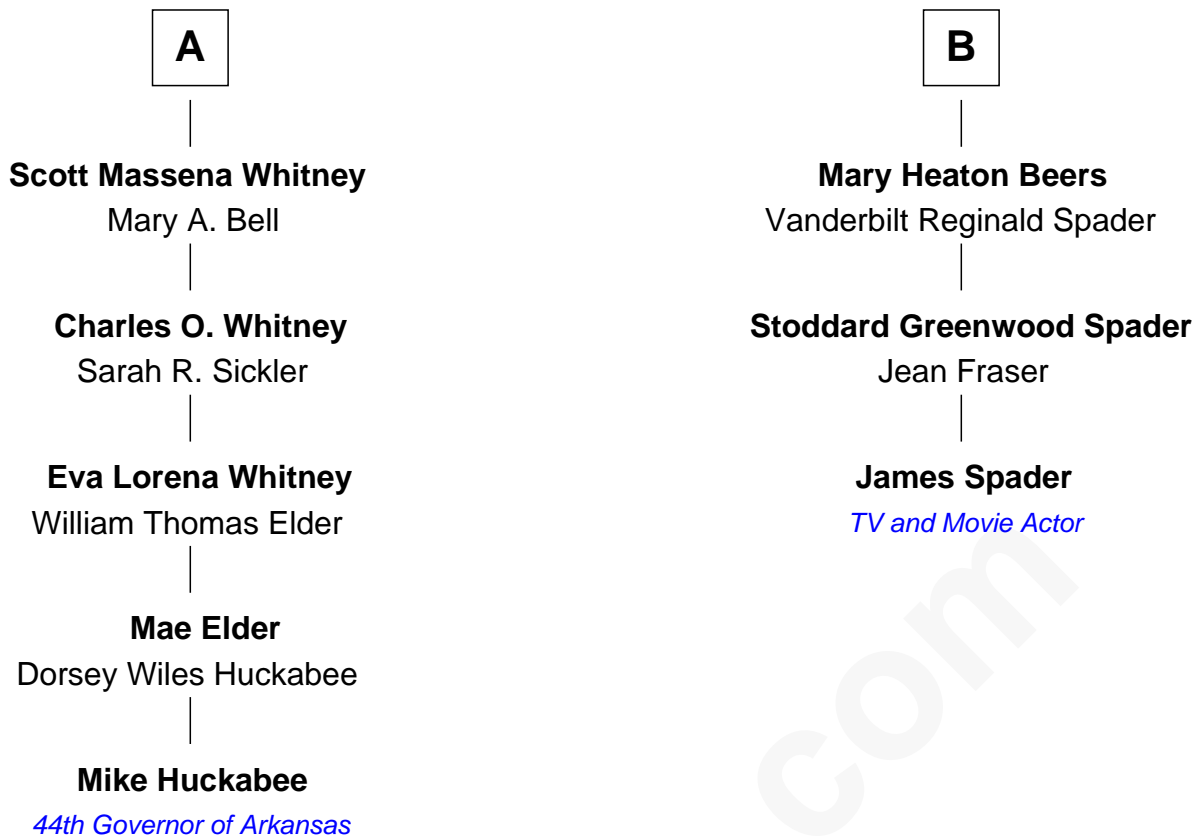 A
Scott Massena Whitney
Mary A. Bell
Charles O. Whitney
Sarah R. Sickler
Eva Lorena Whitney
William Thomas Elder
Mae Elder
Dorsey Wiles Huckabee
Mike Huckabee
44th Governor of Arkansas
B
Mary Heaton Beers
Vanderbilt Reginald Spader
Stoddard Greenwood Spader
Jean Fraser
James Spader
TV and Movie Actor
com